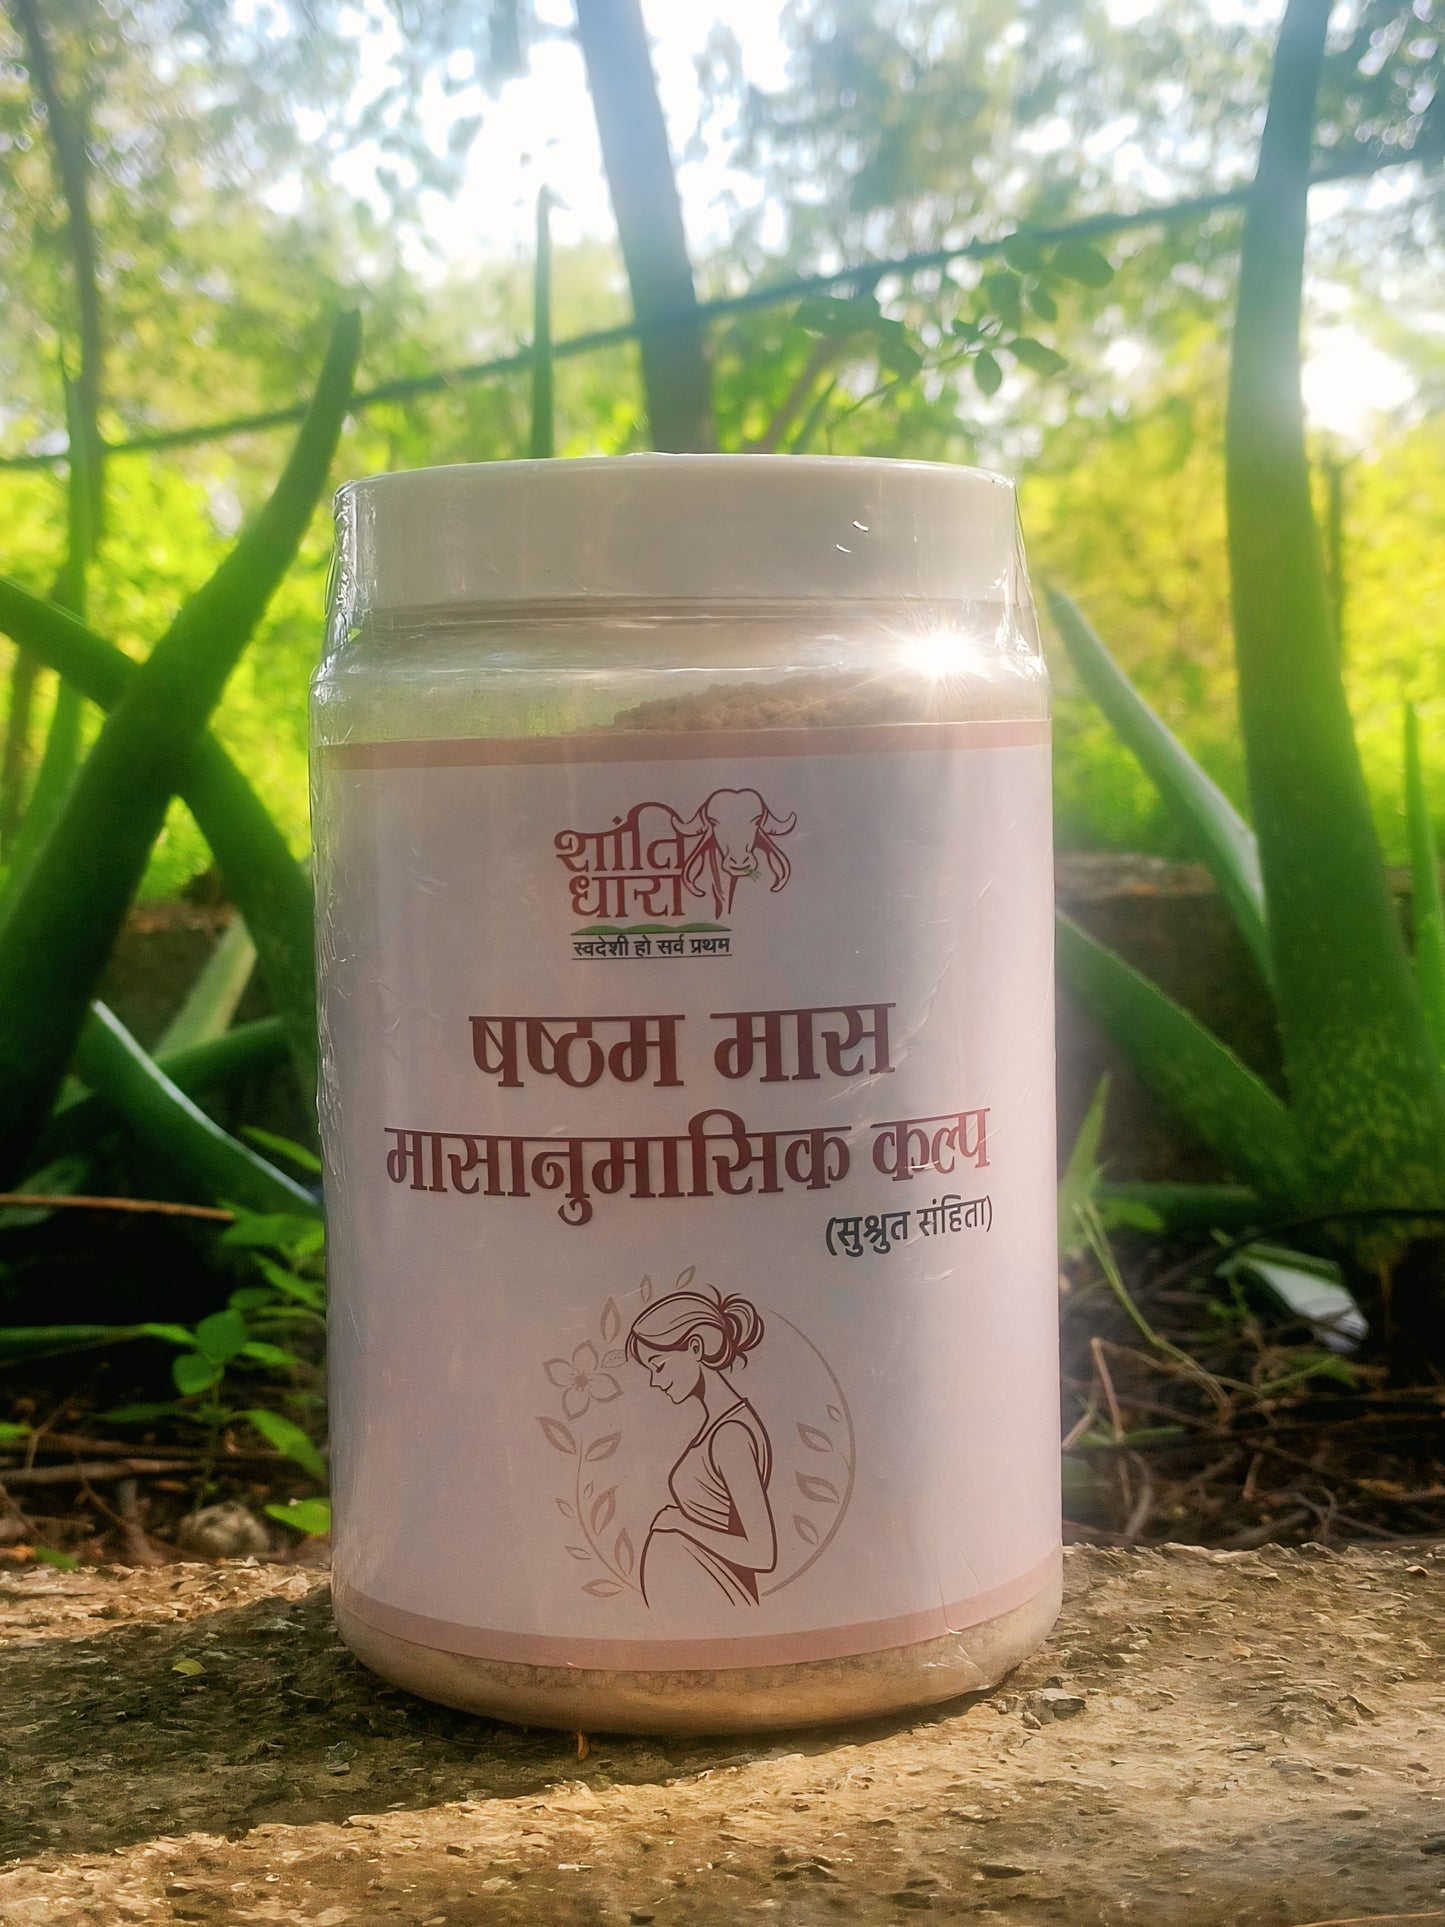 शांति
धारा
स्वदेशी हो सर्व प्रथम
षष्ठम मास
मासानुमासिक कल्प
(सुश्रुत संहिता)